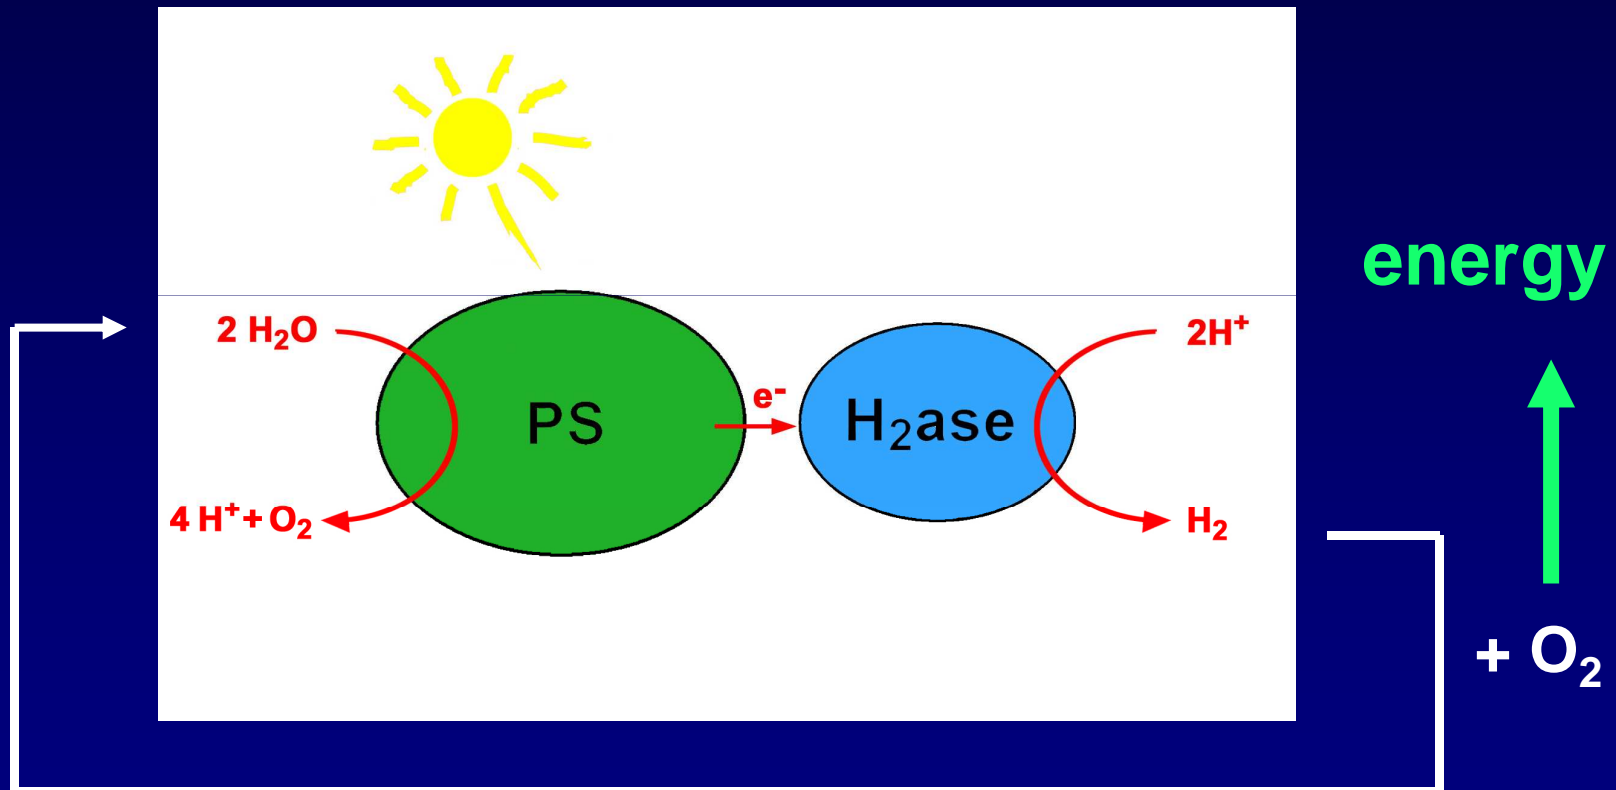 energy
2 H₂O
2H⁺
e⁻
PS
H₂ase
4 H⁺ + O₂
H₂
+ O₂